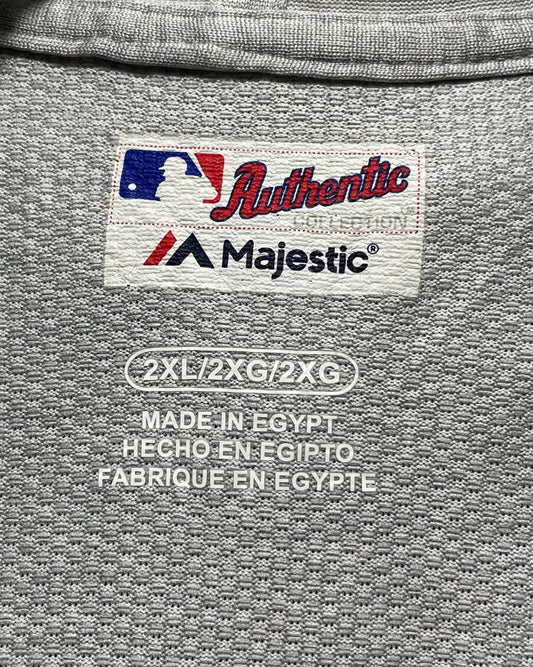 Authentic
COLLECTION
Majestic®
2XL/2XG/2XG
MADE IN EGYPT
HECHO EN EGIPTO
FABRIQUE EN EGYPTE